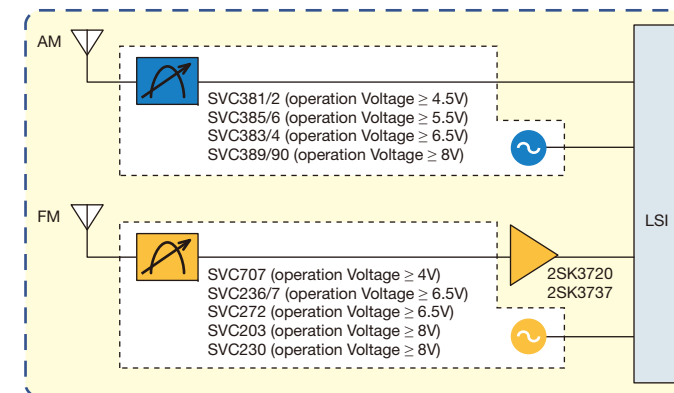 AM
SVC381/2 (operation Voltage ≥ 4.5V)
SVC385/6 (operation Voltage ≥ 5.5V)
SVC383/4 (operation Voltage ≥ 6.5V)
SVC389/90 (operation Voltage ≥ 8V)
FM
LSI
SVC707 (operation Voltage ≥ 4V)
SVC236/7 (operation Voltage ≥ 6.5V)
SVC272 (operation Voltage ≥ 6.5V)
SVC203 (operation Voltage ≥ 8V)
SVC230 (operation Voltage ≥ 8V)
2SK3720
2SK3737